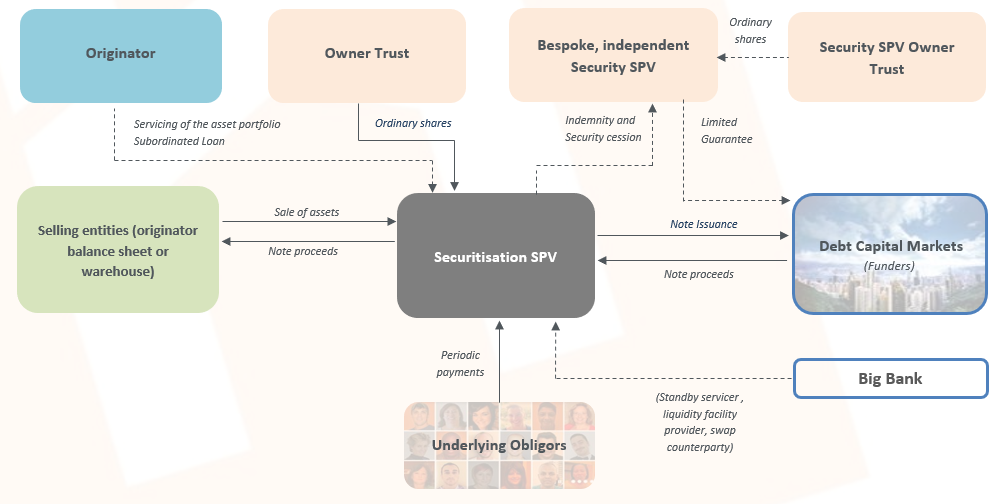 Originator
Owner Trust
Bespoke, independent
Security SPV
Ordinary
shares
Security SPV Owner
Trust
Servicing of the asset portfolio
Subordinated Loan
Ordinary shares
Indemnity and
Security cession
Limited
Guarantee
Selling entities (originator
balance sheet or
warehouse)
Sale of assets
Note proceeds
Securitisation SPV
Note Issuance
Note proceeds
Debt Capital Markets
(Funders)
Periodic
payments
Big Bank
(Standby servicer ,
liquidity facility
provider, swap
counterparty)
Underlying Obligors